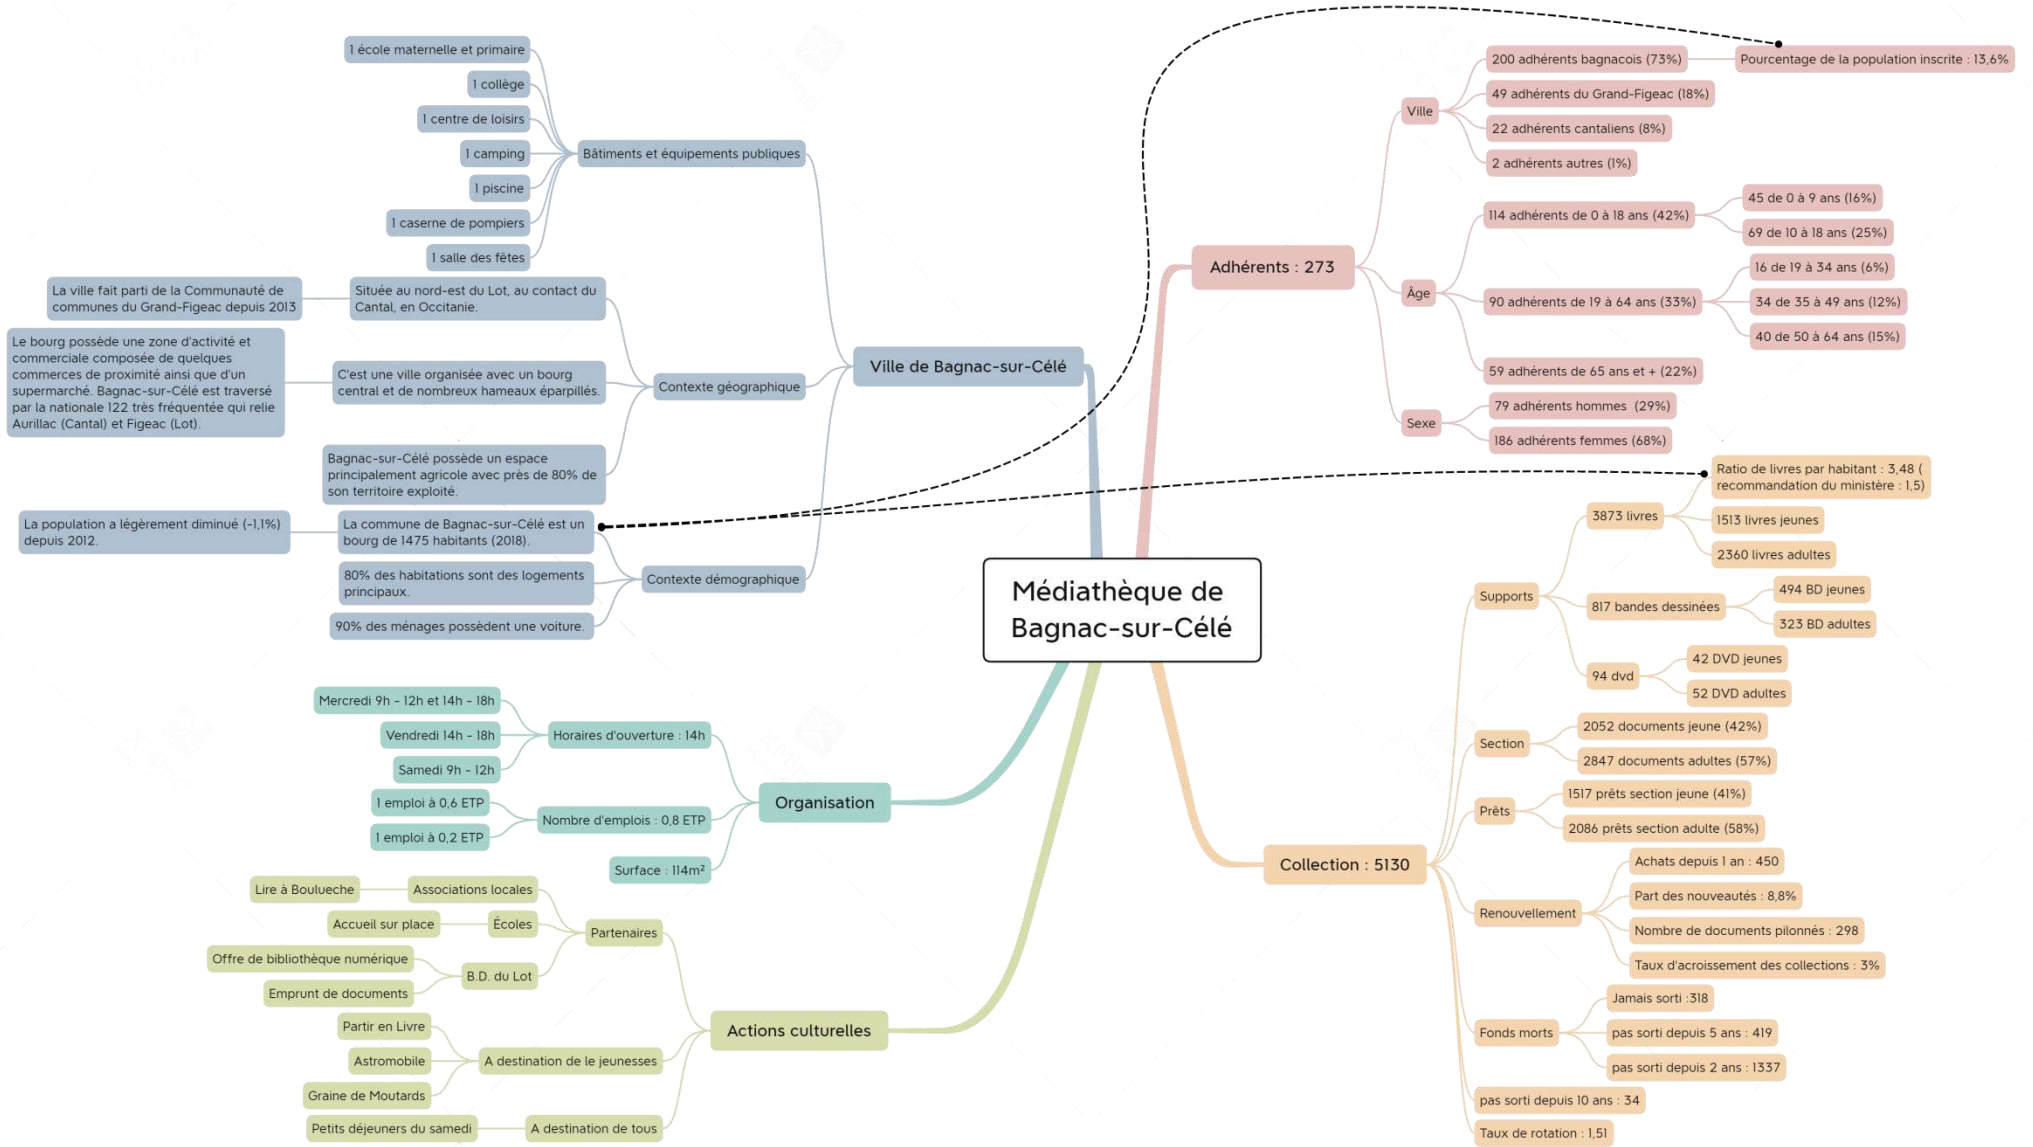 Médiathèque de
Bagnac-sur-Célé
Ville de Bagnac-sur-Célé
Bâtiments et équipements publiques
1 école maternelle et primaire
1 collège
1 centre de loisirs
1 camping
1 piscine
1 caserne de pompiers
1 salle des fêtes
Contexte géographique
Située au nord-est du Lot, au contact du
Cantal, en Occitanie.
La ville fait parti de la Communauté de
communes du Grand-Figeac depuis 2013
C'est une ville organisée avec un bourg
central et de nombreux hameaux éparpillés.
Le bourg possède une zone d'activité et
commerciale composée de quelques
commerces de proximité ainsi que d'un
supermarché. Bagnac-sur-Célé est traversé
par la nationale 122 très fréquentée qui relie
Aurillac (Cantal) et Figeac (Lot).
Bagnac-sur-Célé possède un espace
principalement agricole avec près de 80% de
son territoire exploité.
Contexte démographique
La commune de Bagnac-sur-Célé est un
bourg de 1475 habitants (2018).
La population a légèrement diminué (-1,1%)
depuis 2012.
80% des habitations sont des logements
principaux.
90% des ménages possèdent une voiture.
Organisation
Horaires d'ouverture : 14h
Mercredi 9h - 12h et 14h - 18h
Vendredi 14h - 18h
Samedi 9h - 12h
Nombre d'emplois : 0,8 ETP
1 emploi à 0,6 ETP
1 emploi à 0,2 ETP
Surface : 114m²
Actions culturelles
Partenaires
Associations locales
Lire à Boulueche
Écoles
Accueil sur place
B.D. du Lot
Offre de bibliothèque numérique
Emprunt de documents
A destination de le jeunesses
Partir en Livre
Astromobile
Graine de Moutards
A destination de tous
Petits déjeuners du samedi
Adhérents : 273
Ville
200 adhérents bagnacois (73%)
Pourcentage de la population inscrite : 13,6%
49 adhérents du Grand-Figeac (18%)
22 adhérents cantaliens (8%)
2 adhérents autres (1%)
Âge
114 adhérents de 0 à 18 ans (42%)
45 de 0 à 9 ans (16%)
69 de 10 à 18 ans (25%)
90 adhérents de 19 à 64 ans (33%)
16 de 19 à 34 ans (6%)
34 de 35 à 49 ans (12%)
40 de 50 à 64 ans (15%)
59 adhérents de 65 ans et + (22%)
Sexe
79 adhérents hommes (29%)
186 adhérents femmes (68%)
Collection : 5130
Supports
3873 livres
Ratio de livres par habitant : 3,48 (
recommandation du ministère : 1,5)
1513 livres jeunes
2360 livres adultes
817 bandes dessinées
494 BD jeunes
323 BD adultes
94 dvd
42 DVD jeunes
52 DVD adultes
Section
2052 documents jeune (42%)
2847 documents adultes (57%)
Prêts
1517 prêts section jeune (41%)
2086 prêts section adulte (58%)
Renouvellement
Achats depuis 1 an : 450
Part des nouveautés : 8,8%
Nombre de documents pilonnés : 298
Taux d'acroissement des collections : 3%
Fonds morts
Jamais sorti :318
pas sorti depuis 5 ans : 419
pas sorti depuis 2 ans : 1337
pas sorti depuis 10 ans : 34
Taux de rotation : 1,51